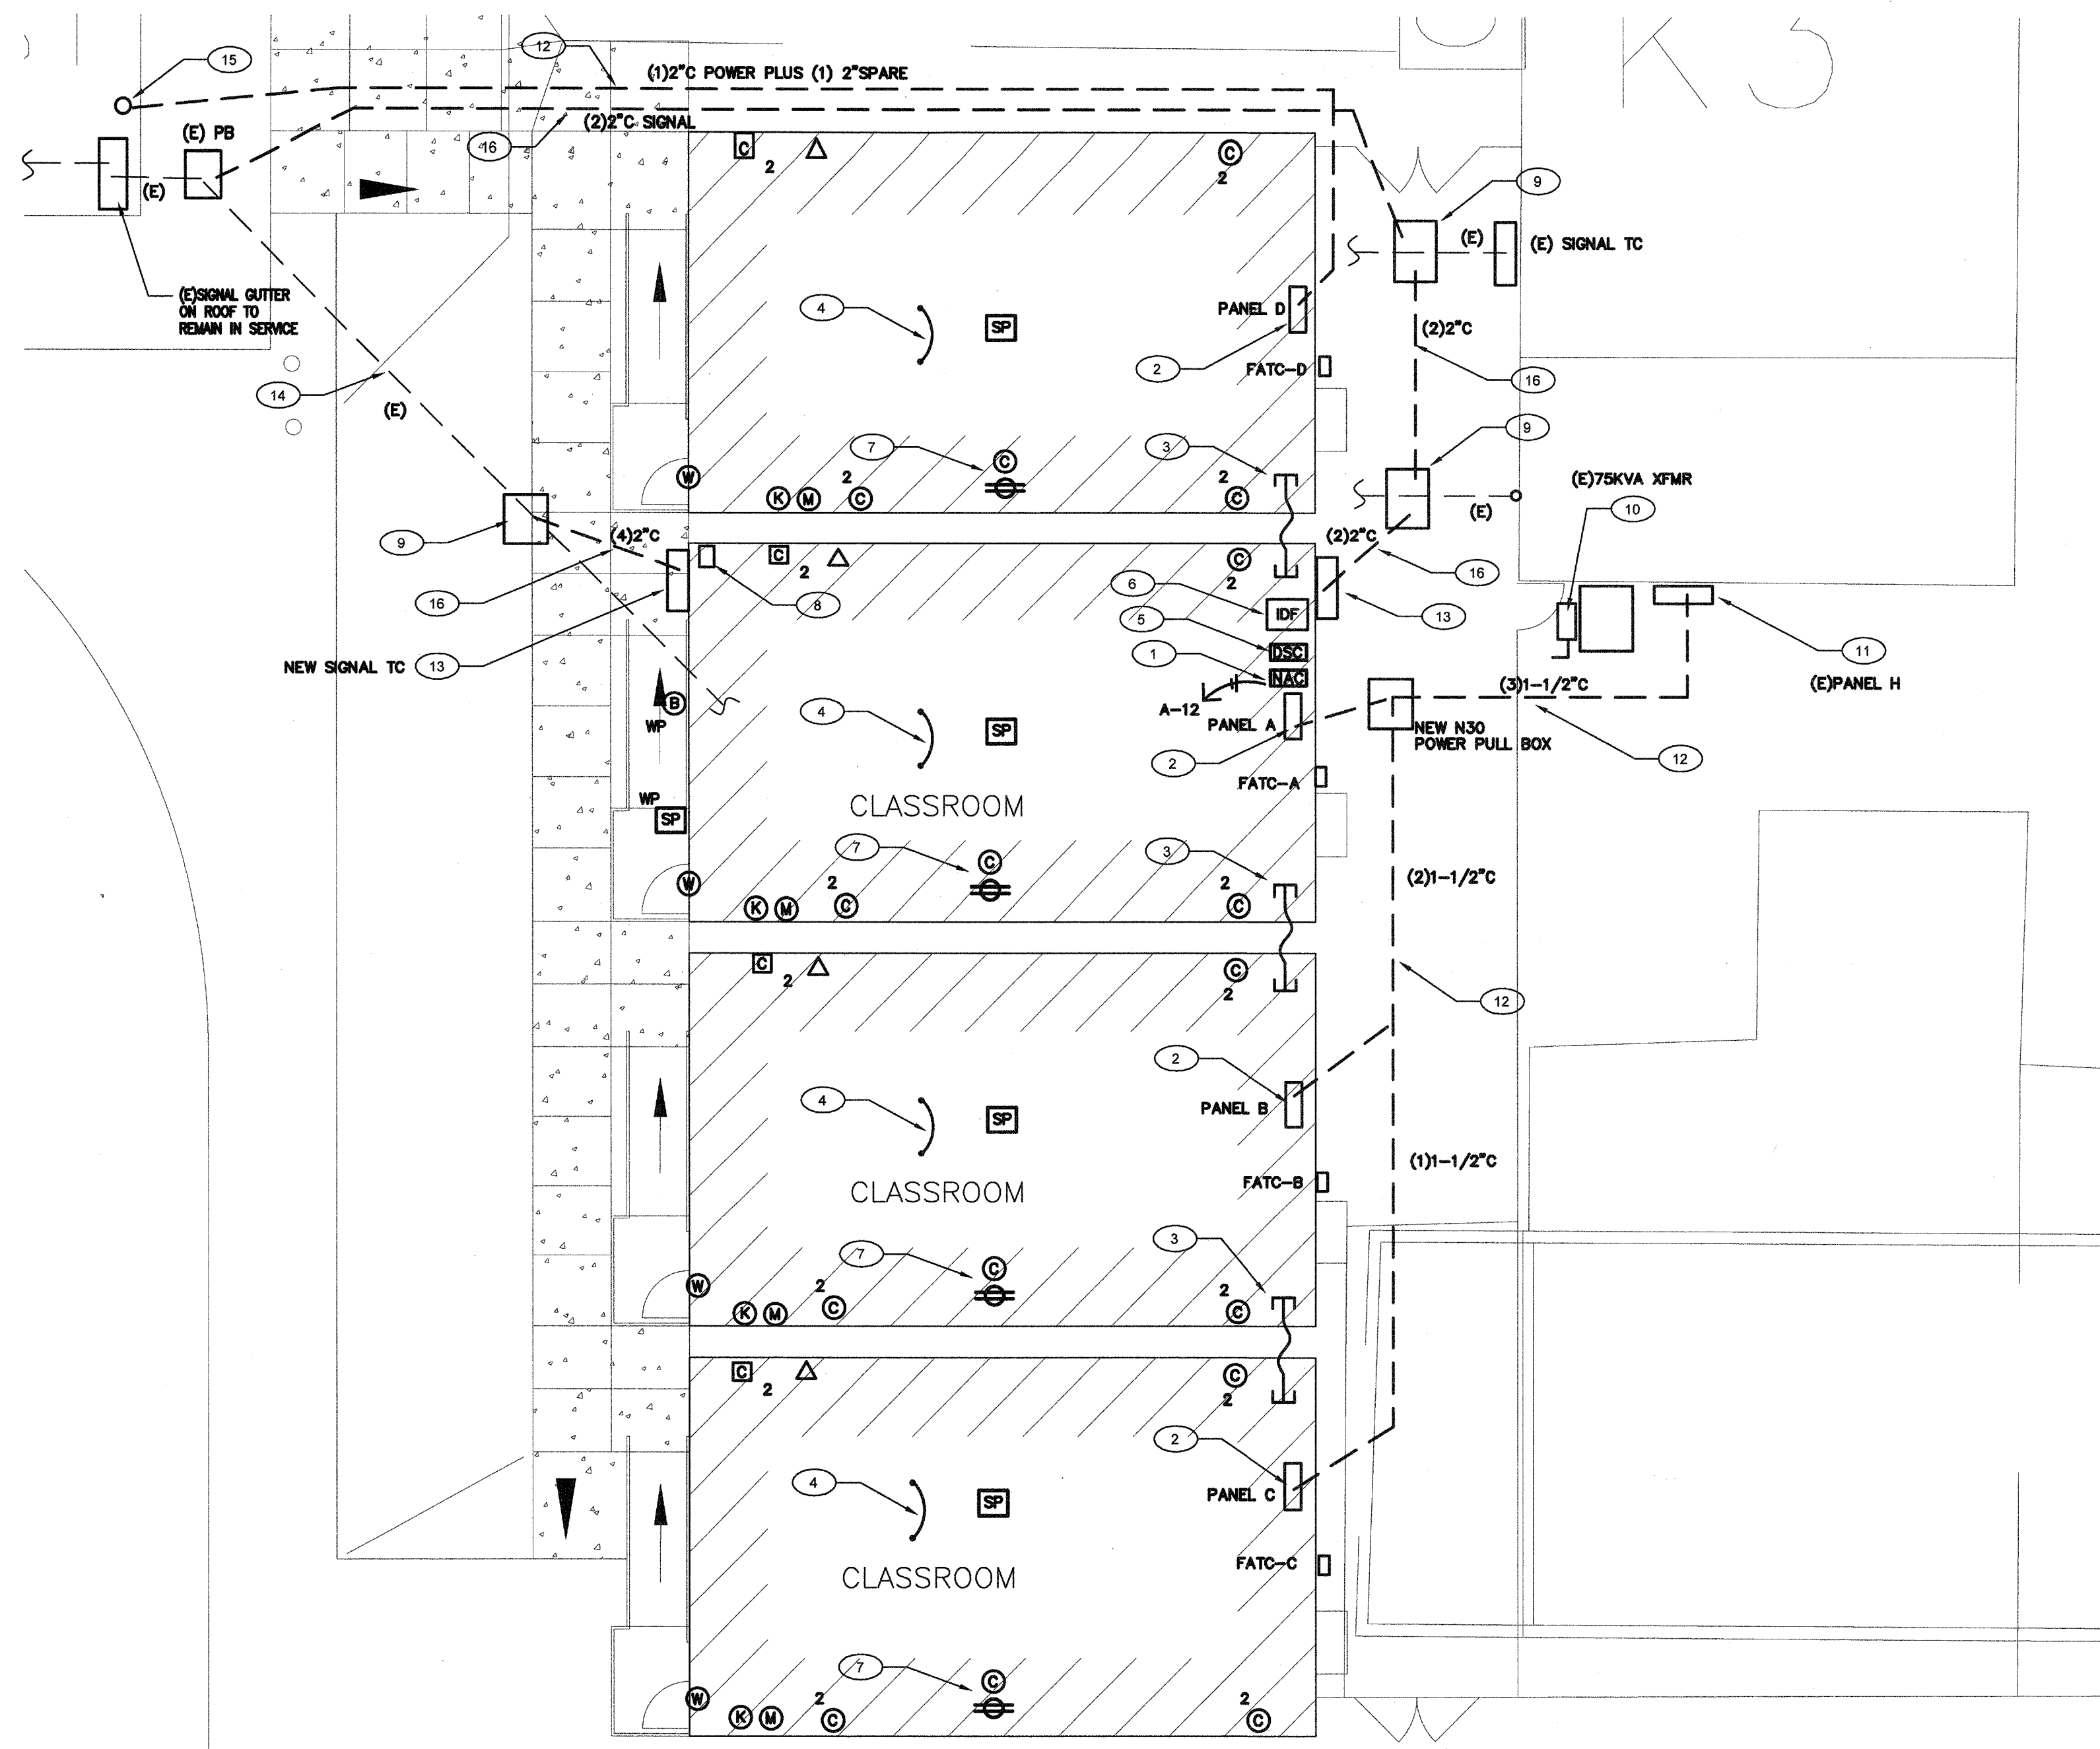 K 3
15
12
(1)2"C POWER PLUS (1) 2"SPARE
(E) PB
16
(2)2"C SIGNAL
(E)
C
2
C
2
9
(E)
(E) SIGNAL TC
(E)SIGNAL GUTTER
ON ROOF TO
REMAIN IN SERVICE
4
SP
PANEL D
(2)2"C
2
FATC-D
16
14
(E)
7
C
3
9
W
K
M
2
C
2
C
(E)
(E)75KVA XFMR
10
9
(4)2"C
(2)2"C
C
2
C
2
16
16
8
6
IDF
13
5
DSC
NEW SIGNAL TC
13
1
NAC
11
(E)PANEL H
(3)1-1/2"C
B
WP
A-12
4
SP
PANEL A
NEW N30
POWER PULL BOX
2
12
FATC-A
WP
SP
CLASSROOM
7
C
3
(2)1-1/2"C
W
K
M
2
C
2
C
C
2
C
2
12
2
4
SP
PANEL B
(1)1-1/2"C
CLASSROOM
FATC-B
3
7
C
W
K
M
2
C
2
C
C
2
C
2
2
4
SP
PANEL C
FATC-C
CLASSROOM
7
C
W
K
M
2
C
2
C